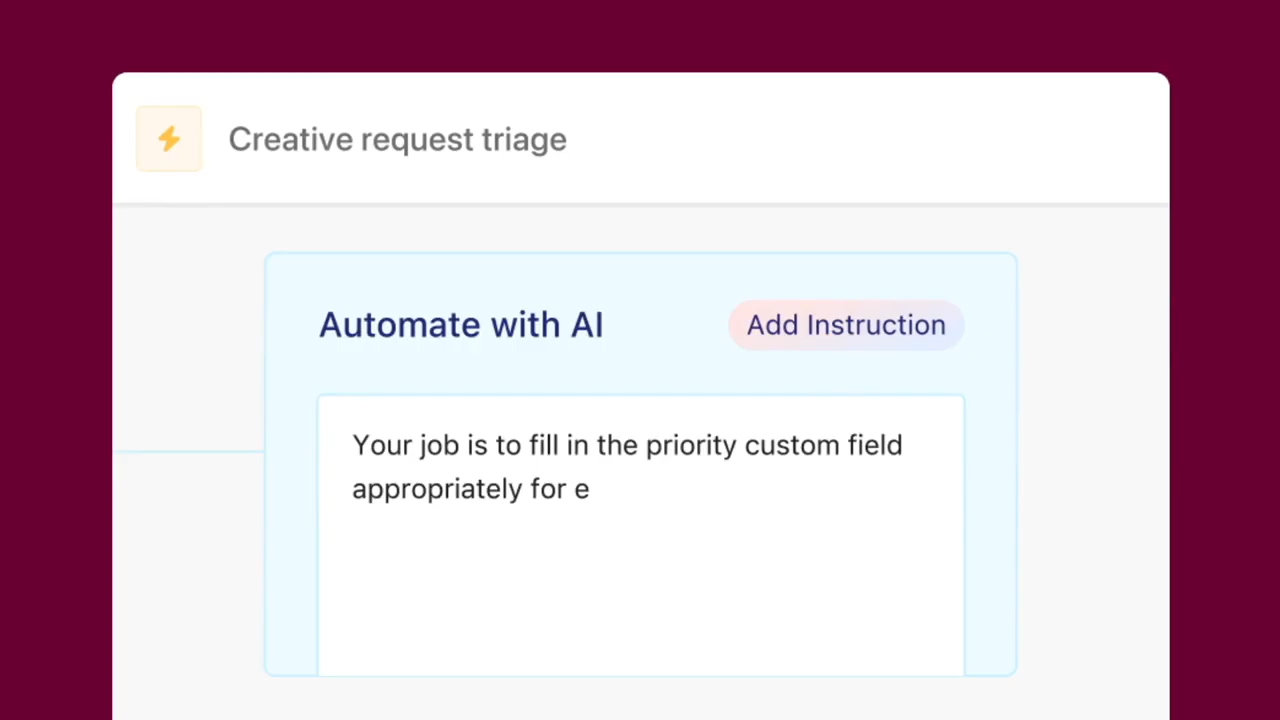 Creative request triage
Automate with AI
Add Instruction
Your job is to fill in the priority custom field
appropriately for e